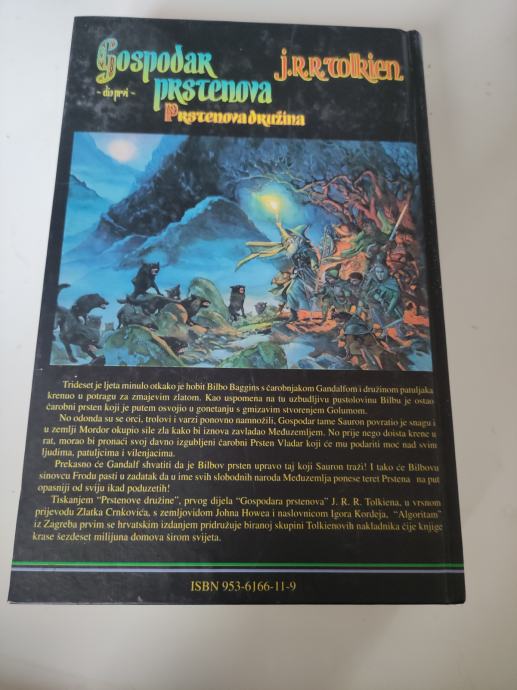 Gospodar
prstenova
J.R.R. Tolkien
- dio prvi -
Prstenova družina
Trideset je ljeta minulo otkako je hobit Bilbo Baggins s čarobnjakom Gandalfom i družinom patuljaka
krenuo u potragu za zmajevim zlatom. Kao uspomena na tu uzbudljivu pustolovinu Bilbu je ostao
čarobni prsten koji je putem osvojio u gonetanju s gmizavim stvorenjem Golumom.
No odonda su se orci, trolovi i varzi ponovno namnožili, Gospodar tame Sauron povratio je snagu i
u zemlji Mordor okupio sile zla kako bi iznova zavladao Međuzemljem. No prije nego doista krene u
rat, morao bi pronaći svoj davno izgubljeni čarobni Prsten Vladar koji će mu podariti moć nad svim
ljudima, patuljcima i vilenjacima.
Prekasno će Gandalf shvatiti da je Bilbov prsten upravo taj koji Sauron traži! I tako će Bilbovu
sinovcu Frodu pasti u zadatak da u ime svih slobodnih naroda Međuzemlja ponese teret Prstena na put
opasniji od sviju ikad poduzetih!
Tiskanjem “Prstenove družine”, prvog dijela “Gospodara prstenova” J. R. R. Tolkiena, u vrsnom
prijevodu Zlatka Crnkovića, s zemljovidom Johna Howea i naslovnicom Igora Kordeja, “Algoritam”
iz Zagreba prvim se hrvatskim izdanjem pridružuje biranoj skupini Tolkienovih nakladnika čije knjige
krase šezdeset milijuna domova širom svijeta.
ISBN 953-6166-11-9